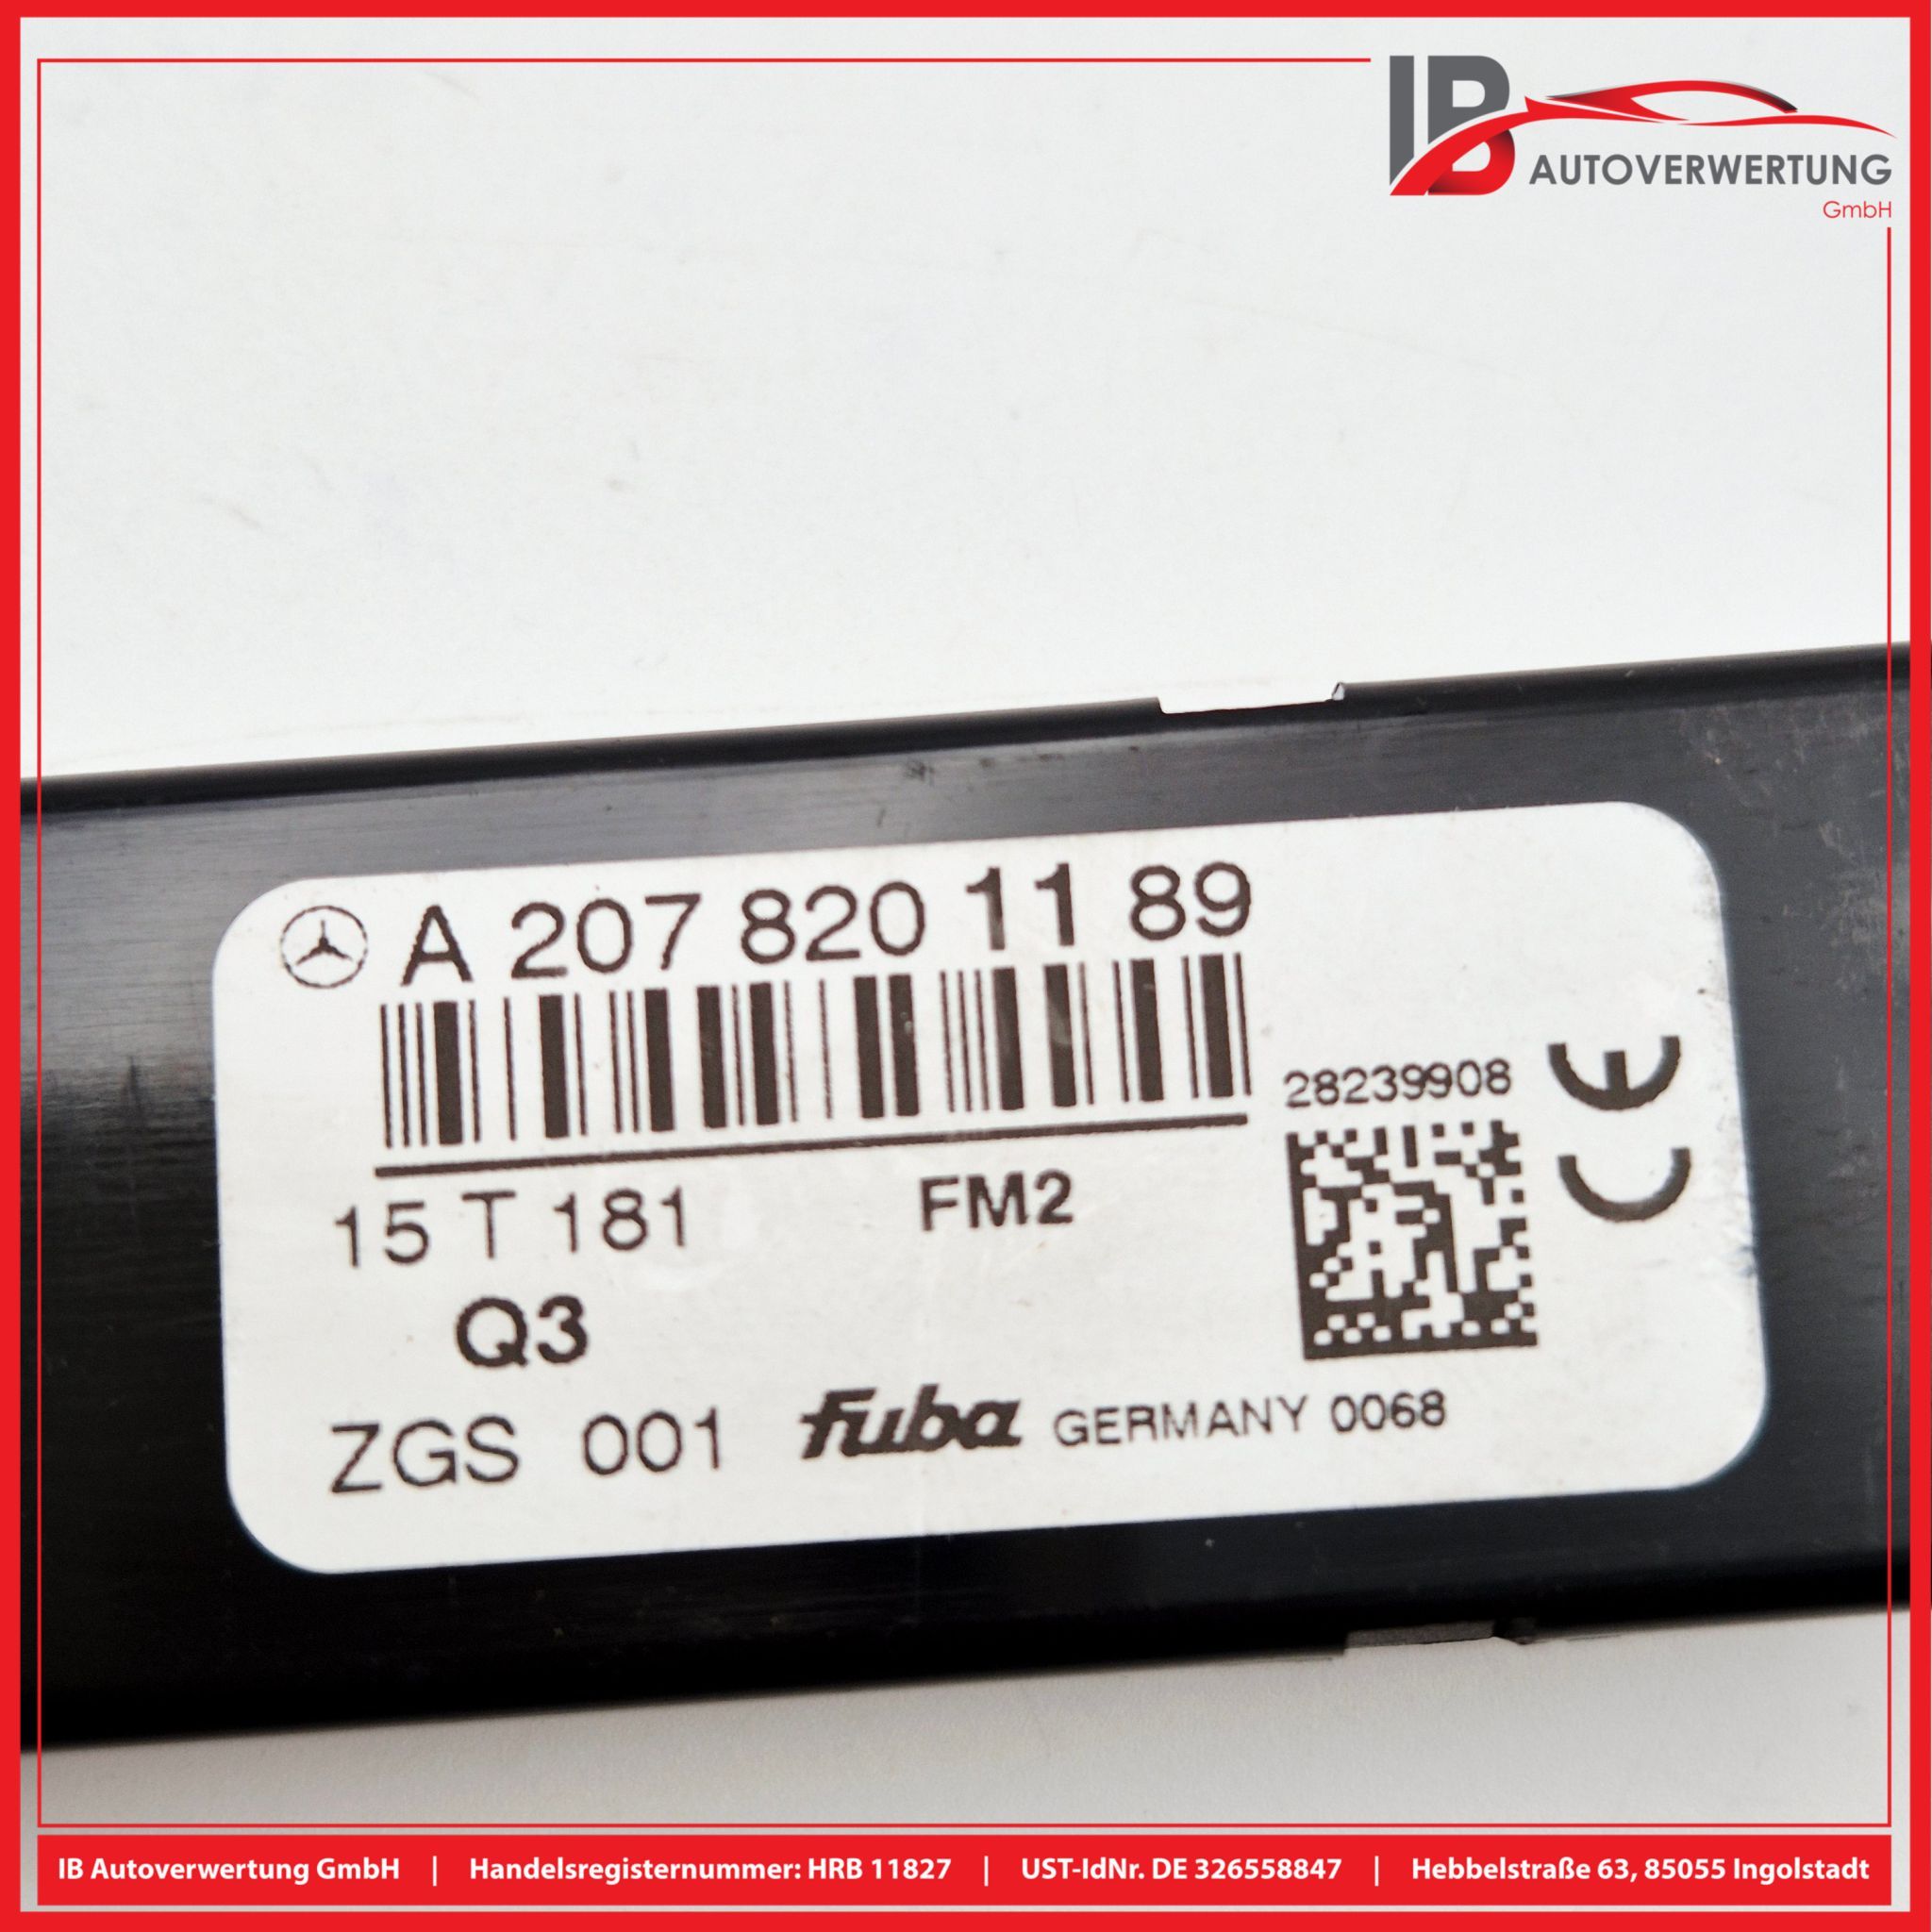 IB
AUTOVERWERTUNG
GmbH
A 207 820 11 89
28239908
CE
15 T 181 FM2
Q3
ZGS 001 fuba GERMANY 0068
IB Autoverwertung GmbH | Handelsregisternummer: HRB 11827 | UST-IdNr. DE 326558847 | Hebbelstraße 63, 85055 Ingolstadt